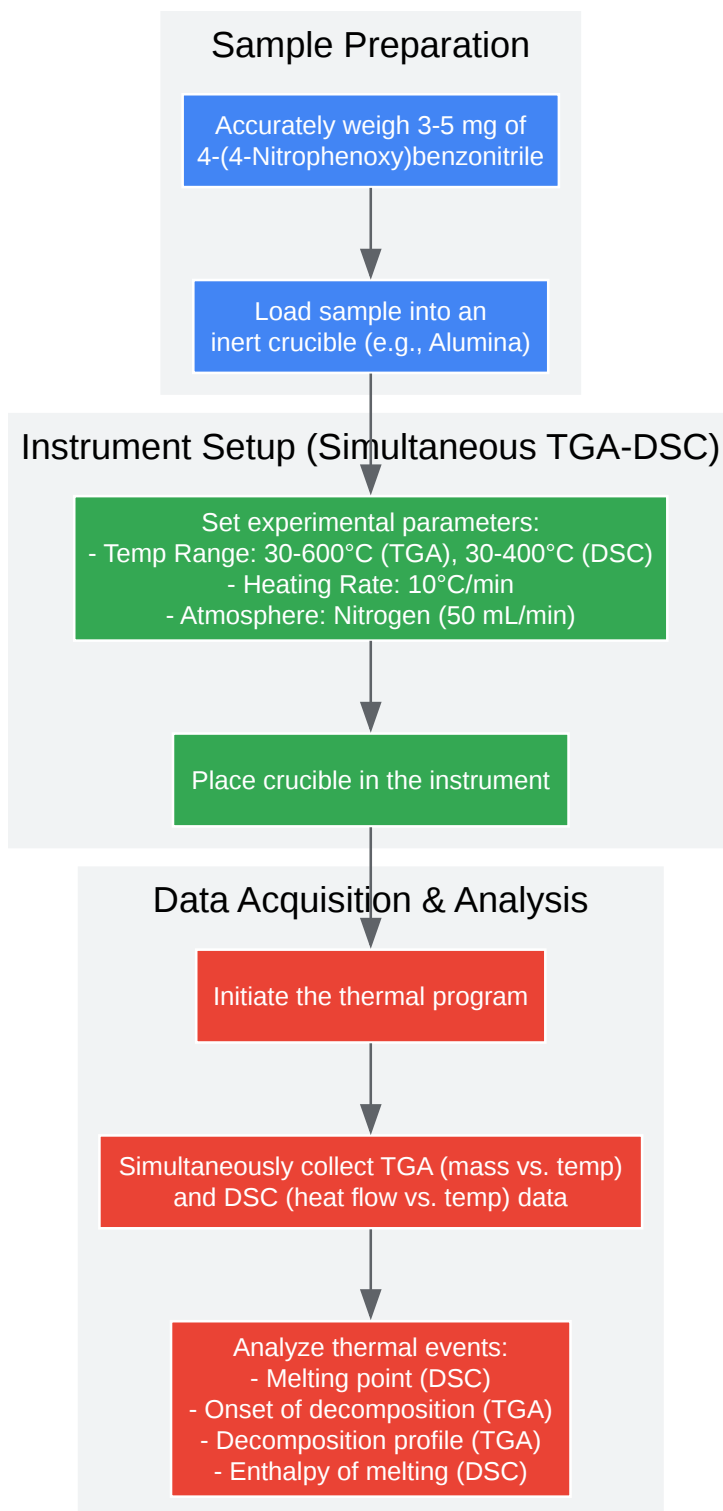 Sample Preparation
Accurately weigh 3-5 mg of
4-(4-Nitrophenoxy)benzonitrile
Load sample into an
inert crucible (e.g., Alumina)
Instrument Setup (Simultaneous TGA-DSC)
Set experimental parameters:
- Temp Range: 30-600°C (TGA), 30-400°C (DSC)
- Heating Rate: 10°C/min
- Atmosphere: Nitrogen (50 mL/min)
Place crucible in the instrument
Data Acquisition & Analysis
Initiate the thermal program
Simultaneously collect TGA (mass vs. temp)
and DSC (heat flow vs. temp) data
Analyze thermal events:
- Melting point (DSC)
- Onset of decomposition (TGA)
- Decomposition profile (TGA)
- Enthalpy of melting (DSC)